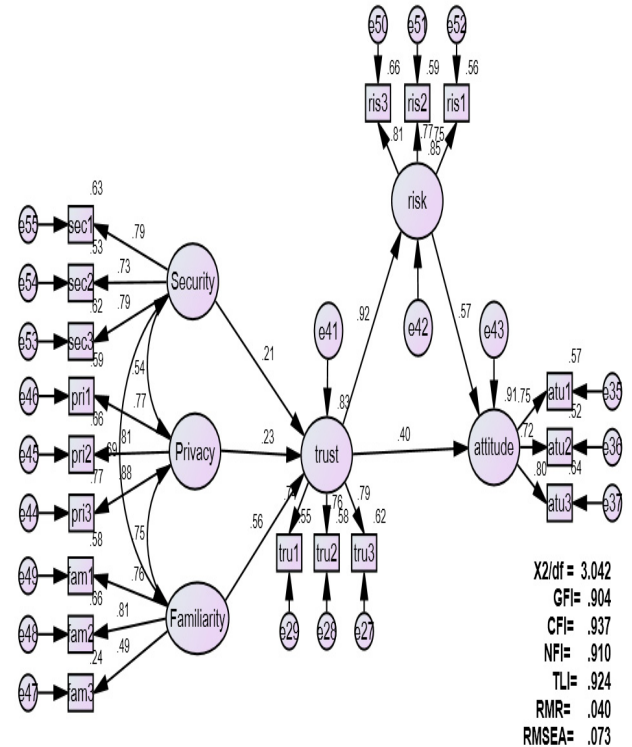 e50
e51
e52
.66
.59
.56
ris3
ris2
ris1
.81
.77
.75
.85
risk
.63
e55
sec1
.79
.53
e54
sec2
.73
Security
.62
e53
sec3
.79
.59
e41
.92
e42
.57
e43
.21
.54
e46
pri1
.77
.66
.83
.57
.91
.75
atu1
e35
.52
e45
pri2
.81
Privacy
.23
trust
.40
attitude
.72
atu2
e36
.64
.77
.88
.80
e44
pri3
atu3
e37
.58
.75
.56
.76
.79
.55
.58
.62
e49
fam1
.76
tru1
tru2
tru3
.66
e48
fam2
.81
Familiarity
.24
.49
e29
e28
e27
e47
fam3
X2/df = 3.042
GFI= .904
CFI= .937
NFI= .910
TLI= .924
RMR= .040
RMSEA= .073